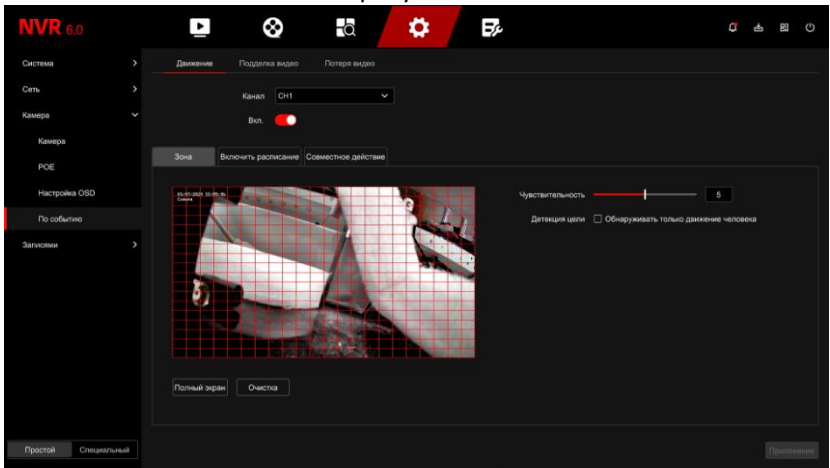 NVR 6.0
Система
Сеть
Камера
Камера
POE
Настройка OSD
По событию
Записями
Простой Специальный
Движение Подделка видео Потеря видео
Канал CH1
Вкл.
Зона Включить расписание Совместное действие
Camera
Чувствительность 5
Детекция цели Обнаруживать только движение человека
Полный экран Очистка
Приложение